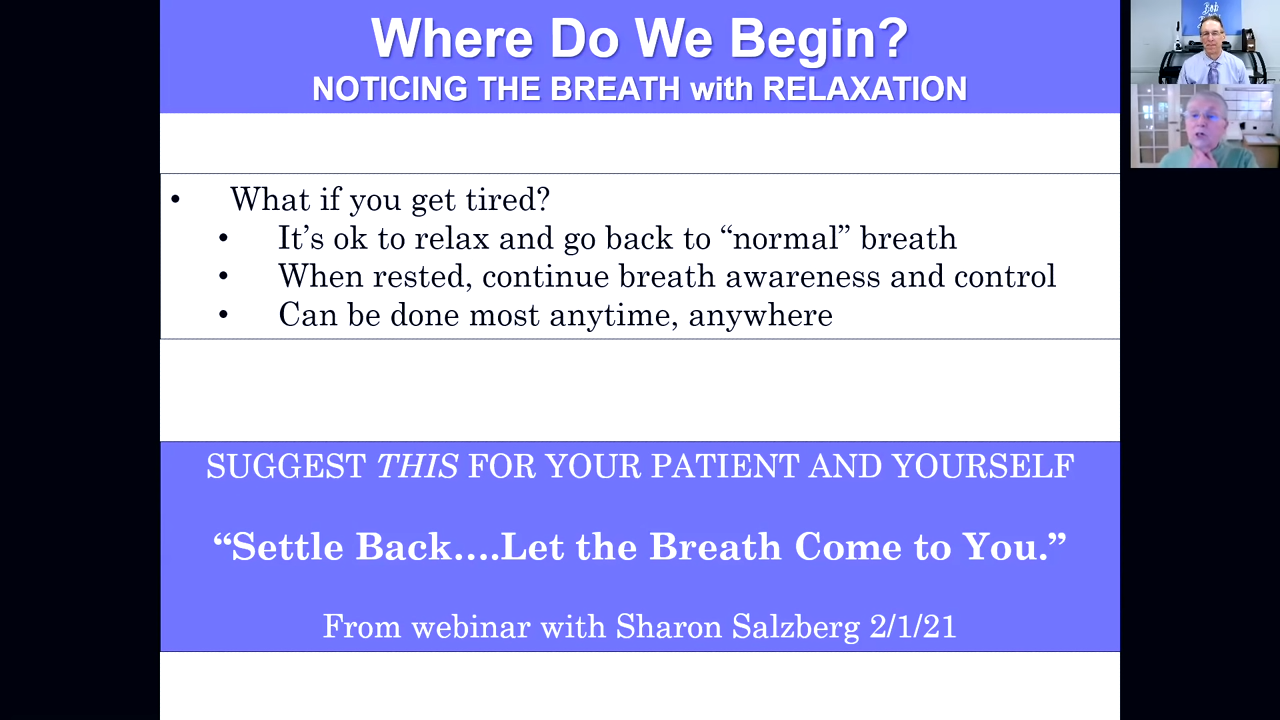 Where Do We Begin?
NOTICING THE BREATH with RELAXATION
• What if you get tired?
• It's ok to relax and go back to “normal” breath
• When rested, continue breath awareness and control
• Can be done most anytime, anywhere
SUGGEST THIS FOR YOUR PATIENT AND YOURSELF
“Settle Back....Let the Breath Come to You.”
From webinar with Sharon Salzberg 2/1/21
Bob